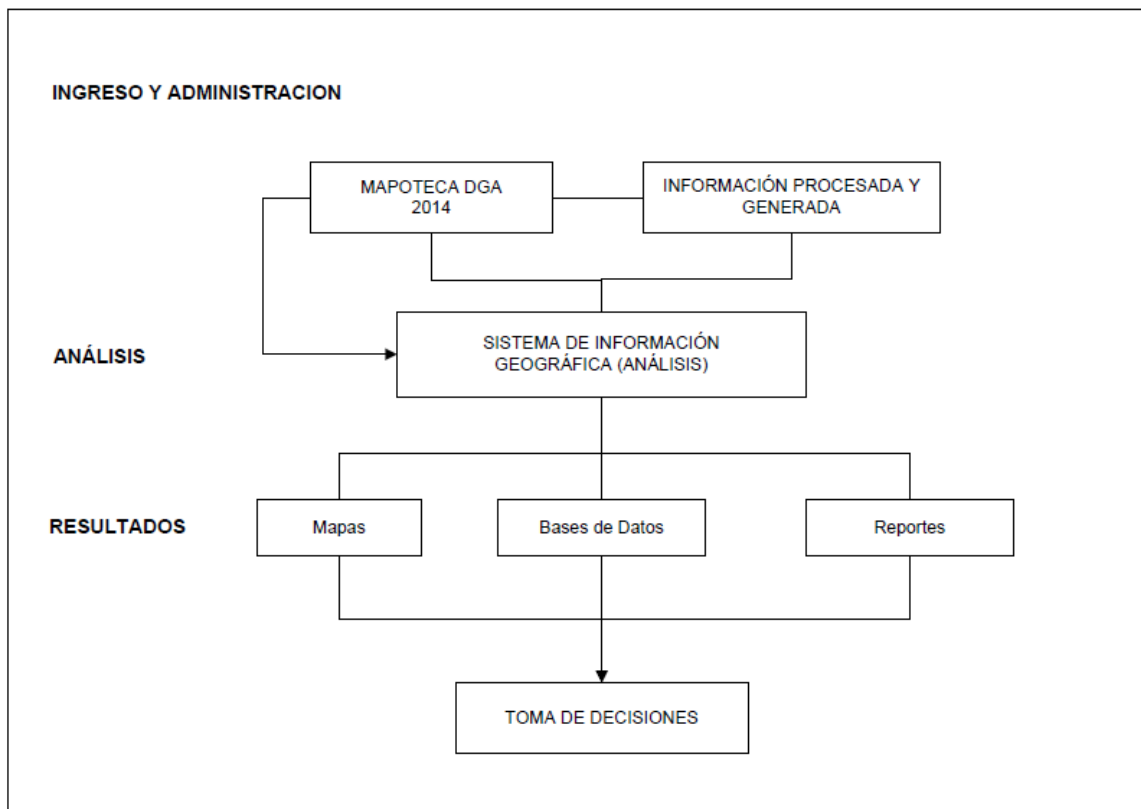 INGRESO Y ADMINISTRACION
MAPOTECA DGA
2014
INFORMACIÓN PROCESADA Y
GENERADA
ANÁLISIS
SISTEMA DE INFORMACIÓN
GEOGRÁFICA (ANÁLISIS)
RESULTADOS
Mapas
Bases de Datos
Reportes
TOMA DE DECISIONES